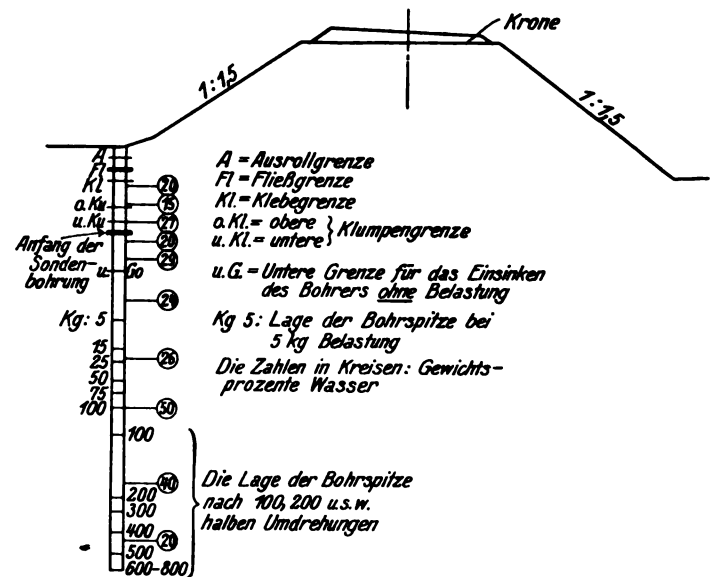 Krone
1:1,5
1:1,5
A
Fl
Kl
o.Ku
u.Ku
Anfang der
Sonden-
bohrung
u. Go
Kg: 5
15
25
50
75
100
20
15
27
20
29
29
26
50
40
20
100
200
300
400
500
600-800
A = Ausrollgrenze
Fl = Fließgrenze
Kl. = Klebegrenze
o.Kl. = obere
u. Kl. = untere } Klumpengrenze
u.G. = Untere Grenze für das Einsinken
des Bohrers ohne Belastung
Kg 5: Lage der Bohrspitze bei
5 kg Belastung
Die Zahlen in Kreisen: Gewichts-
prozente Wasser
Die Lage der Bohrspitze
nach 100, 200 u.s.w.
halben Umdrehungen